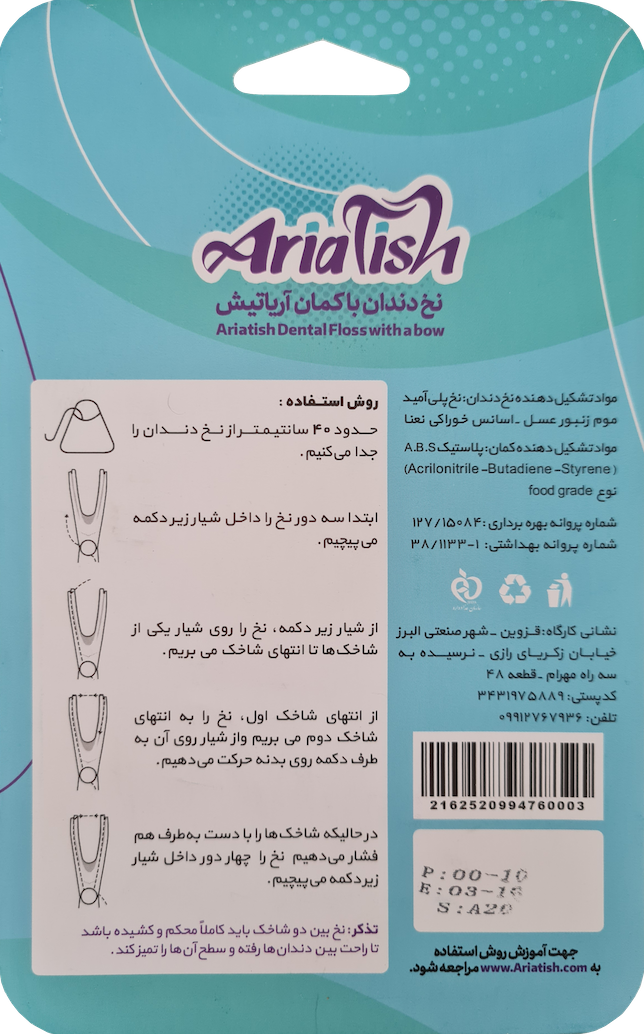 AriaTish
نخ دندان با کمان آریاتیش
Ariatish Dental Floss with a bow
روش استفاده :
حدود ۴۰ سانتیمتر از نخ دندان را
جدا می‌کنیم.
ابتدا سه دور نخ را داخل شیار زیر دکمه
می پیچیم.
از شیار زیر دکمه، نخ را روی شیار یکی از
شاخک‌ها تا انتهای شاخک می بریم.
از انتهای شاخک اول، نخ را به انتهای
شاخک دوم می بریم واز شیار روی آن به
طرف دکمه روی بدنه حرکت می‌دهیم.
در حالیکه شاخک‌ها را با دست به‌طرف هم
فشار می‌دهیم نخ را چهار دور داخل شیار
زیر دکمه می‌پیچیم.
تذکر: نخ بین دو شاخک باید کاملاً محکم و کشیده باشد
تا راحت بین دندان‌ها رفته و سطح آن‌ها را تمیز کند.
مواد تشکیل دهنده نخ دندان: نخ پلی آمید
موم زنبور عسل - اسانس خوراکی نعنا
مواد تشکیل دهنده کمان: پلاستیک A.B.S
(Acrilonitrile -Butadiene -Styrene)
نوع food grade
شماره پروانه بهره برداری: ۱۲۷/۱۵۰۸۴
شماره پروانه بهداشتی: ۳۸/۱۱۳۳-۱
نشانی کارگاه: قزوین - شهر صنعتی البرز
خیابان زکریای رازی - نرسیده به
سه راه مهرام - قطعه ۴۸
کدپستی: ۳۴۳۱۹۷۵۸۸۹
تلفن: ۰۹۹۱۲۷۶۷۹۳۶
2162520994760003
P:00-10
E:03-10
S:A20
جهت آموزش روش استفاده
به www.Ariatish.com مراجعه شود.